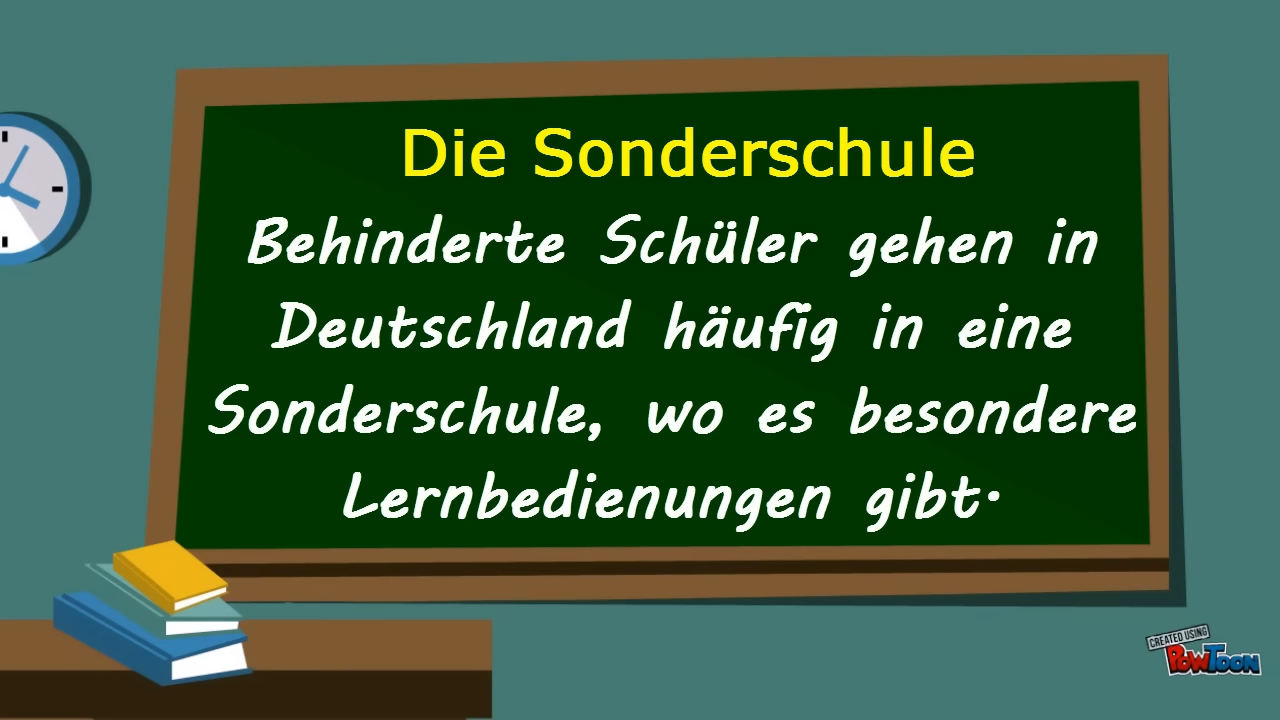 Die Sonderschule
Behinderte Schüler gehen in
Deutschland häufig in eine
Sonderschule, wo es besondere
Lernbedienungen gibt.
CREATED USING
POWTOON